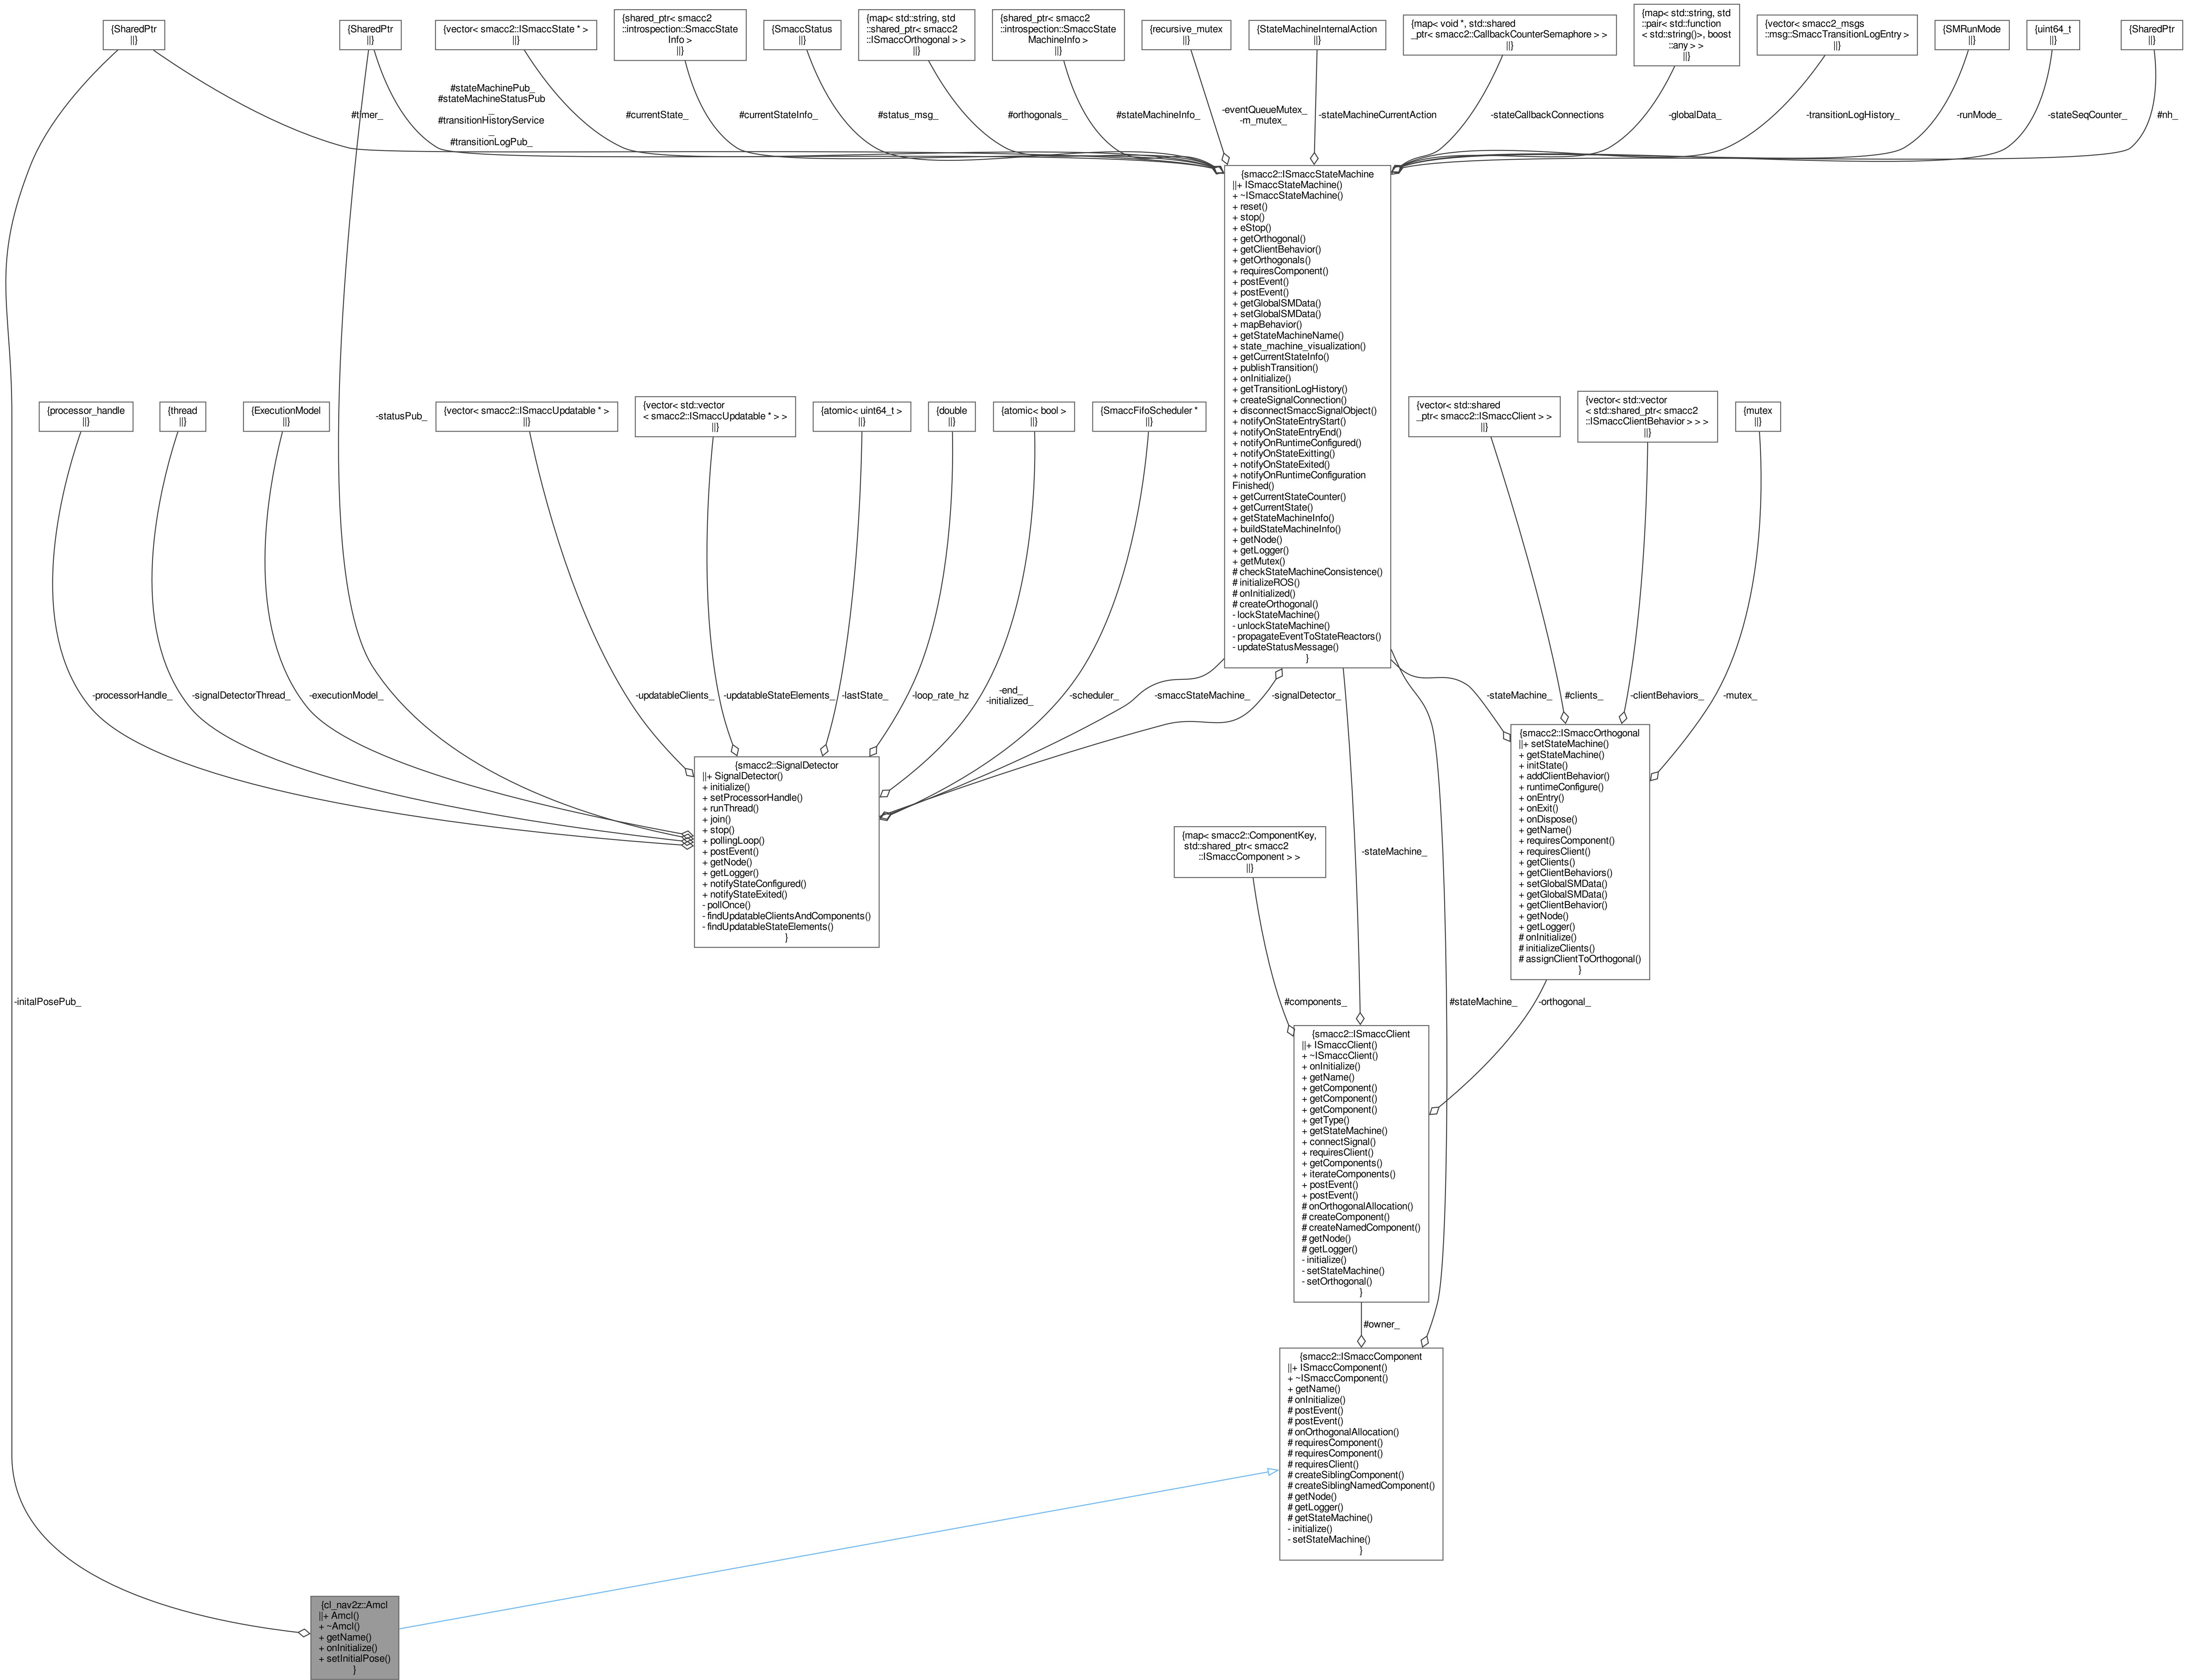 {SharedPtr
||}
{SharedPtr
||}
{vector< smacc2::ISmaccState * >
||}
{shared_ptr< smacc2
::introspection::SmaccState
Info >
||}
{SmaccStatus
||}
{map< std::string, std
::shared_ptr< smacc2
::ISmaccOrthogonal > >
||}
{shared_ptr< smacc2
::introspection::SmaccState
MachineInfo >
||}
{recursive_mutex
||}
{StateMachineInternalAction
||}
{map< void *, std::shared
_ptr< smacc2::CallbackCounterSemaphore > >
||}
{map< std::string, std
::pair< std::function
< std::string()>, boost
::any > >
||}
{vector< smacc2_msgs
::msg::SmaccTransitionLogEntry >
||}
{SMRunMode
||}
{uint64_t
||}
{SharedPtr
||}
#timer_
#stateMachinePub_
#stateMachineStatusPub
_
#transitionHistoryService
_
#transitionLogPub_
#currentState_
#currentStateInfo_
#status_msg_
#orthogonals_
#stateMachineInfo_
-eventQueueMutex_
-m_mutex_
-stateMachineCurrentAction
-stateCallbackConnections
-globalData_
-transitionLogHistory_
-runMode_
-stateSeqCounter_
#nh_
{smacc2::ISmaccStateMachine
||+ ISmaccStateMachine()
+ ~ISmaccStateMachine()
+ reset()
+ stop()
+ eStop()
+ getOrthogonal()
+ getClientBehavior()
+ getOrthogonals()
+ requiresComponent()
+ postEvent()
+ postEvent()
+ getGlobalSMData()
+ setGlobalSMData()
+ mapBehavior()
+ getStateMachineName()
+ state_machine_visualization()
+ getCurrentStateInfo()
+ publishTransition()
+ onInitialize()
+ getTransitionLogHistory()
+ createSignalConnection()
+ disconnectSmaccSignalObject()
+ notifyOnStateEntryStart()
+ notifyOnStateEntryEnd()
+ notifyOnRuntimeConfigured()
+ notifyOnStateExitting()
+ notifyOnStateExited()
+ notifyOnRuntimeConfiguration
Finished()
+ getCurrentStateCounter()
+ getCurrentState()
+ getStateMachineInfo()
+ buildStateMachineInfo()
+ getNode()
+ getLogger()
+ getMutex()
# checkStateMachineConsistence()
# initializeROS()
# onInitialized()
# createOrthogonal()
- lockStateMachine()
- unlockStateMachine()
- propagateEventToStateReactors()
- updateStatusMessage()
}
{processor_handle
||}
{thread
||}
{ExecutionModel
||}
-statusPub_
{vector< smacc2::ISmaccUpdatable * >
||}
{vector< std::vector
< smacc2::ISmaccUpdatable * > >
||}
{atomic< uint64_t >
||}
{double
||}
{atomic< bool >
||}
{SmaccFifoScheduler *
||}
{vector< std::shared
_ptr< smacc2::ISmaccClient > >
||}
{vector< std::vector
< std::shared_ptr< smacc2
::ISmaccClientBehavior > > >
||}
{mutex
||}
-processorHandle_
-signalDetectorThread_
-executionModel_
-updatableClients_
-updatableStateElements_
-lastState_
-loop_rate_hz
-end_
-initialized_
-scheduler_
-smaccStateMachine_
-signalDetector_
-stateMachine_
#clients_
-clientBehaviors_
-mutex_
{smacc2::SignalDetector
||+ SignalDetector()
+ initialize()
+ setProcessorHandle()
+ runThread()
+ join()
+ stop()
+ pollingLoop()
+ postEvent()
+ getNode()
+ getLogger()
+ notifyStateConfigured()
+ notifyStateExited()
- pollOnce()
- findUpdatableClientsAndComponents()
- findUpdatableStateElements()
}
{smacc2::ISmaccOrthogonal
||+ setStateMachine()
+ getStateMachine()
+ initState()
+ addClientBehavior()
+ runtimeConfigure()
+ onEntry()
+ onExit()
+ onDispose()
+ getName()
+ requiresComponent()
+ requiresClient()
+ getClients()
+ getClientBehaviors()
+ setGlobalSMData()
+ getGlobalSMData()
+ getClientBehavior()
+ getNode()
+ getLogger()
# onInitialize()
# initializeClients()
# assignClientToOrthogonal()
}
{map< smacc2::ComponentKey,
std::shared_ptr< smacc2
::ISmaccComponent > >
||}
-stateMachine_
-initalPosePub_
#components_
#stateMachine_
-orthogonal_
{smacc2::ISmaccClient
||+ ISmaccClient()
+ ~ISmaccClient()
+ onInitialize()
+ getName()
+ getComponent()
+ getComponent()
+ getComponent()
+ getType()
+ getStateMachine()
+ connectSignal()
+ requiresClient()
+ getComponents()
+ iterateComponents()
+ postEvent()
+ postEvent()
# onOrthogonalAllocation()
# createComponent()
# createNamedComponent()
# getNode()
# getLogger()
- initialize()
- setStateMachine()
- setOrthogonal()
}
#owner_
{smacc2::ISmaccComponent
||+ ISmaccComponent()
+ ~ISmaccComponent()
+ getName()
# onInitialize()
# postEvent()
# postEvent()
# onOrthogonalAllocation()
# requiresComponent()
# requiresComponent()
# requiresClient()
# createSiblingComponent()
# createSiblingNamedComponent()
# getNode()
# getLogger()
# getStateMachine()
- initialize()
- setStateMachine()
}
{cl_nav2z::Amcl
||+ Amcl()
+ ~Amcl()
+ getName()
+ onInitialize()
+ setInitialPose()
}